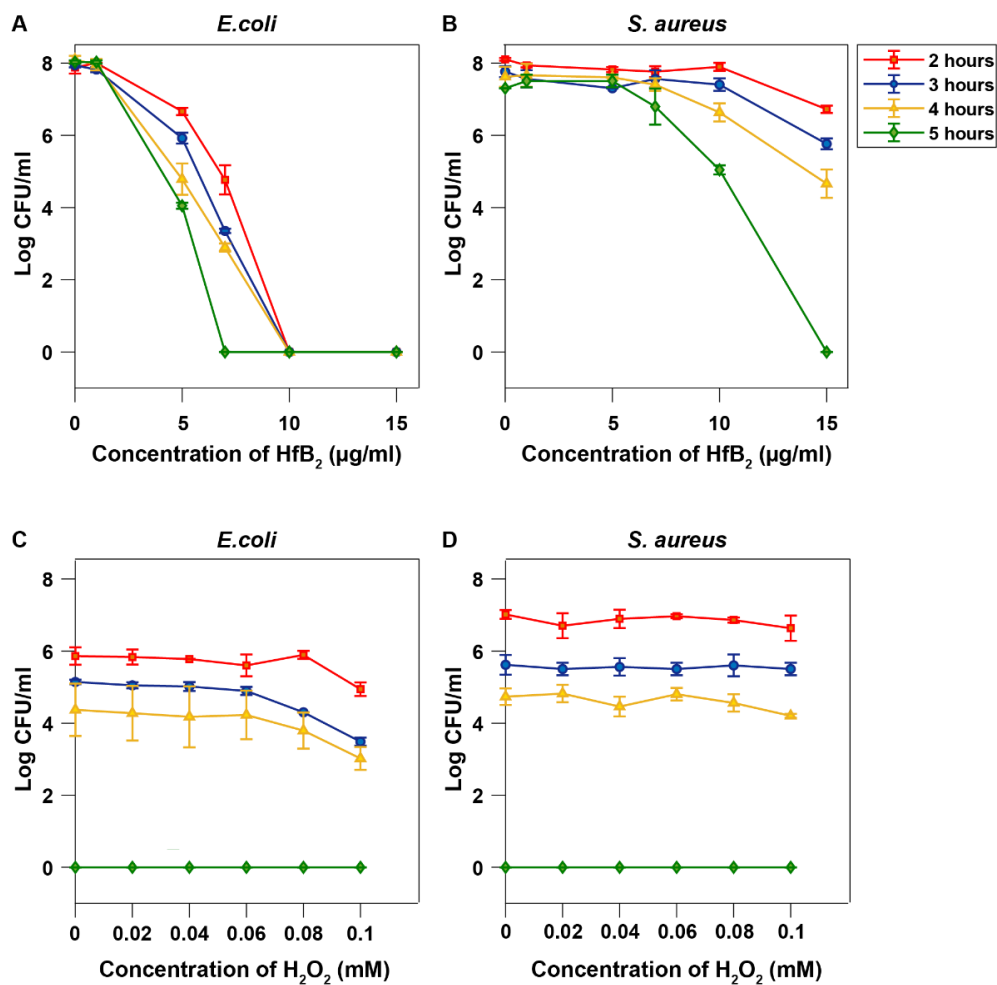 A
E.coli
B
S. aureus
2 hours
3 hours
4 hours
5 hours
8
6
4
2
0
Log CFU/ml
0 5 10 15
Concentration of HfB₂ (µg/ml)
8
6
4
2
0
Log CFU/ml
0 5 10 15
Concentration of HfB₂ (µg/ml)
C
E.coli
D
S. aureus
8
6
4
2
0
Log CFU/ml
0 0.02 0.04 0.06 0.08 0.1
Concentration of H₂O₂ (mM)
8
6
4
2
0
Log CFU/ml
0 0.02 0.04 0.06 0.08 0.1
Concentration of H₂O₂ (mM)